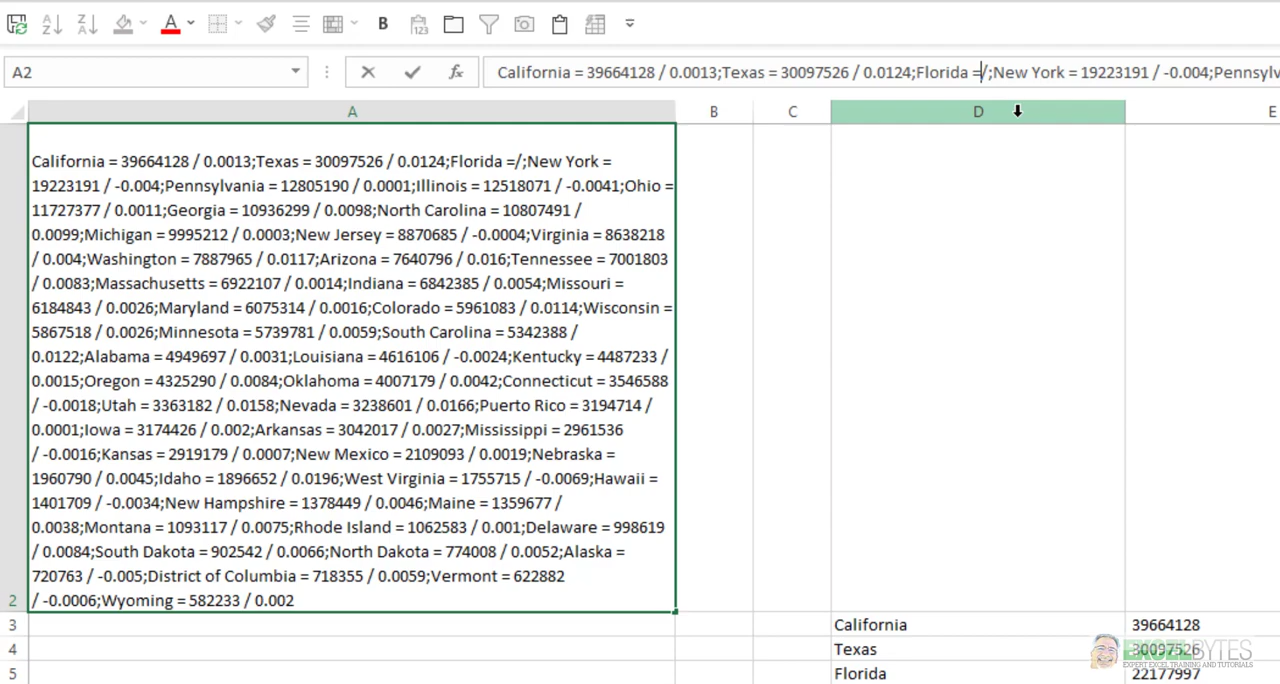 A2
California = 39664128 / 0.0013;Texas = 30097526 / 0.0124;Florida =/;New York = 19223191 / -0.004;Pennsylv
A B C D E
California = 39664128 / 0.0013;Texas = 30097526 / 0.0124;Florida =/;New York =
19223191 / -0.004;Pennsylvania = 12805190 / 0.0001;Illinois = 12518071 / -0.0041;Ohio =
11727377 / 0.0011;Georgia = 10936299 / 0.0098;North Carolina = 10807491 /
0.0099;Michigan = 9995212 / 0.0003;New Jersey = 8870685 / -0.0004;Virginia = 8638218
/ 0.004;Washington = 7887965 / 0.0117;Arizona = 7640796 / 0.016;Tennessee = 7001803
/ 0.0083;Massachusetts = 6922107 / 0.0014;Indiana = 6842385 / 0.0054;Missouri =
6184843 / 0.0026;Maryland = 6075314 / 0.0016;Colorado = 5961083 / 0.0114;Wisconsin =
5867518 / 0.0026;Minnesota = 5739781 / 0.0059;South Carolina = 5342388 /
0.0122;Alabama = 4949697 / 0.0031;Louisiana = 4616106 / -0.0024;Kentucky = 4487233 /
0.0015;Oregon = 4325290 / 0.0084;Oklahoma = 4007179 / 0.0042;Connecticut = 3546588
/ -0.0018;Utah = 3363182 / 0.0158;Nevada = 3238601 / 0.0166;Puerto Rico = 3194714 /
0.0001;Iowa = 3174426 / 0.002;Arkansas = 3042017 / 0.0027;Mississippi = 2961536
/ -0.0016;Kansas = 2919179 / 0.0007;New Mexico = 2109093 / 0.0019;Nebraska =
1960790 / 0.0045;Idaho = 1896652 / 0.0196;West Virginia = 1755715 / -0.0069;Hawaii =
1401709 / -0.0034;New Hampshire = 1378449 / 0.0046;Maine = 1359677 /
0.0038;Montana = 1093117 / 0.0075;Rhode Island = 1062583 / 0.001;Delaware = 998619
/ 0.0084;South Dakota = 902542 / 0.0066;North Dakota = 774008 / 0.0052;Alaska =
720763 / -0.005;District of Columbia = 718355 / 0.0059;Vermont = 622882
2 / -0.0006;Wyoming = 582233 / 0.002
3 California 39664128
4 Texas 30097526
5 Florida 22177997
EXCELBYTES
EXPERT EXCEL TRAINING AND TUTORIALS